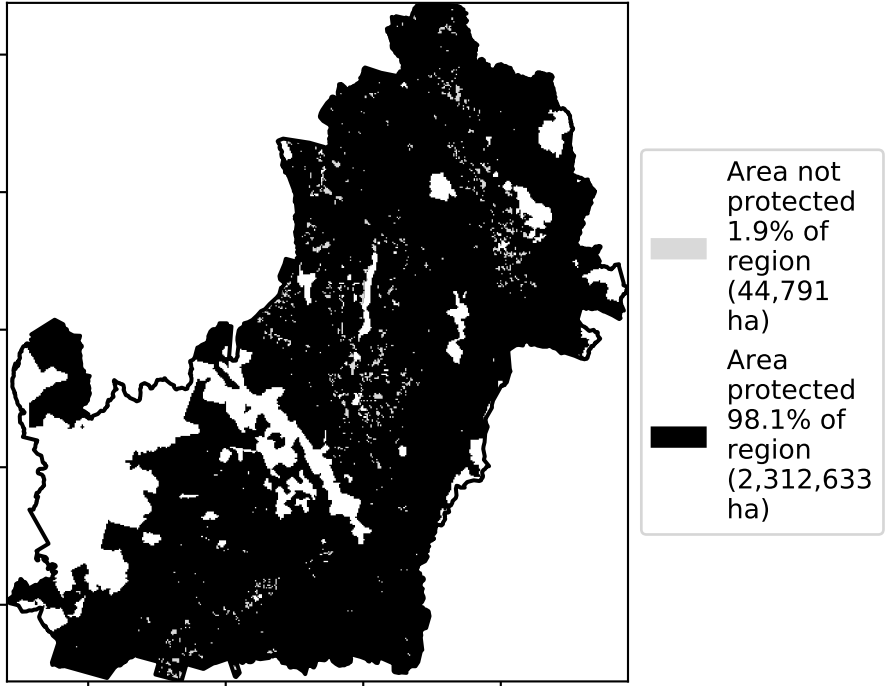 Area not
protected
1.9% of
region
(44,791
ha)
Area
protected
98.1% of
region
(2,312,633
ha)